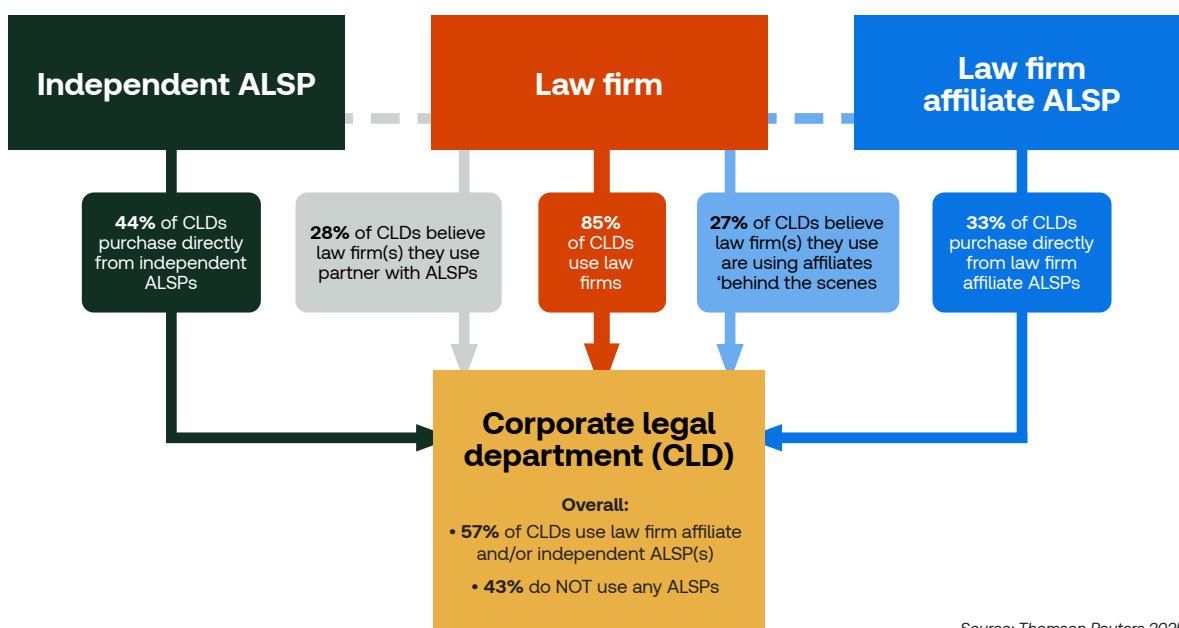 Independent ALSP
Law firm
Law firm
affiliate ALSP
44% of CLDs
purchase directly
from independent
ALSPs
28% of CLDs believe
law firm(s) they use
partner with ALSPs
85%
of CLDs
use law
firms
27% of CLDs believe
law firm(s) they use
are using affiliates
‘behind the scenes
33% of CLDs
purchase directly
from law firm
affiliate ALSPs
Corporate legal
department (CLD)
Overall:
• 57% of CLDs use law firm affiliate
and/or independent ALSP(s)
• 43% do NOT use any ALSPs
Source: Thomson Reuters